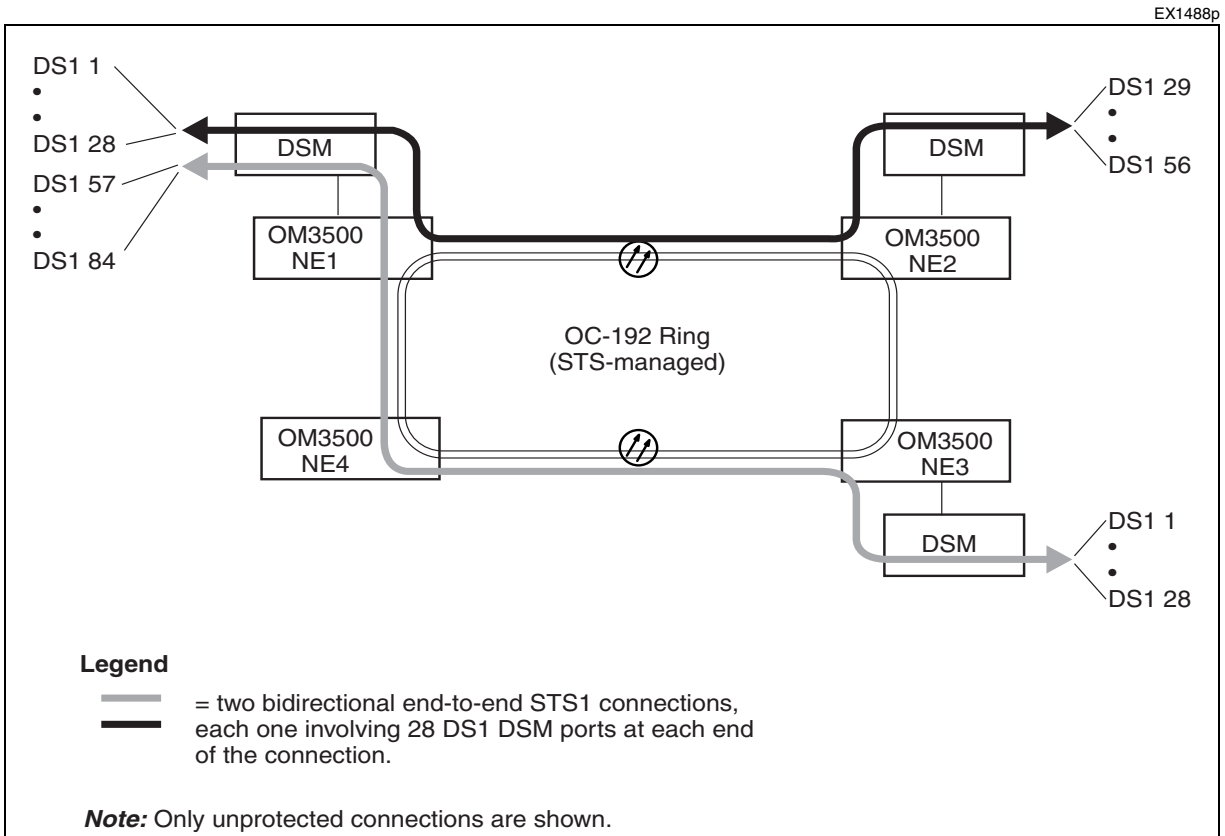 EX1488p
DS1 1
•
•
DS1 28
DS1 57
•
•
DS1 84
DSM
OM3500
NE1
DSM
OM3500
NE2
DS1 29
•
•
DS1 56
OC-192 Ring
(STS-managed)
OM3500
NE4
OM3500
NE3
DSM
DS1 1
•
•
DS1 28
Legend
= two bidirectional end-to-end STS1 connections,
each one involving 28 DS1 DSM ports at each end
of the connection.
Note: Only unprotected connections are shown.